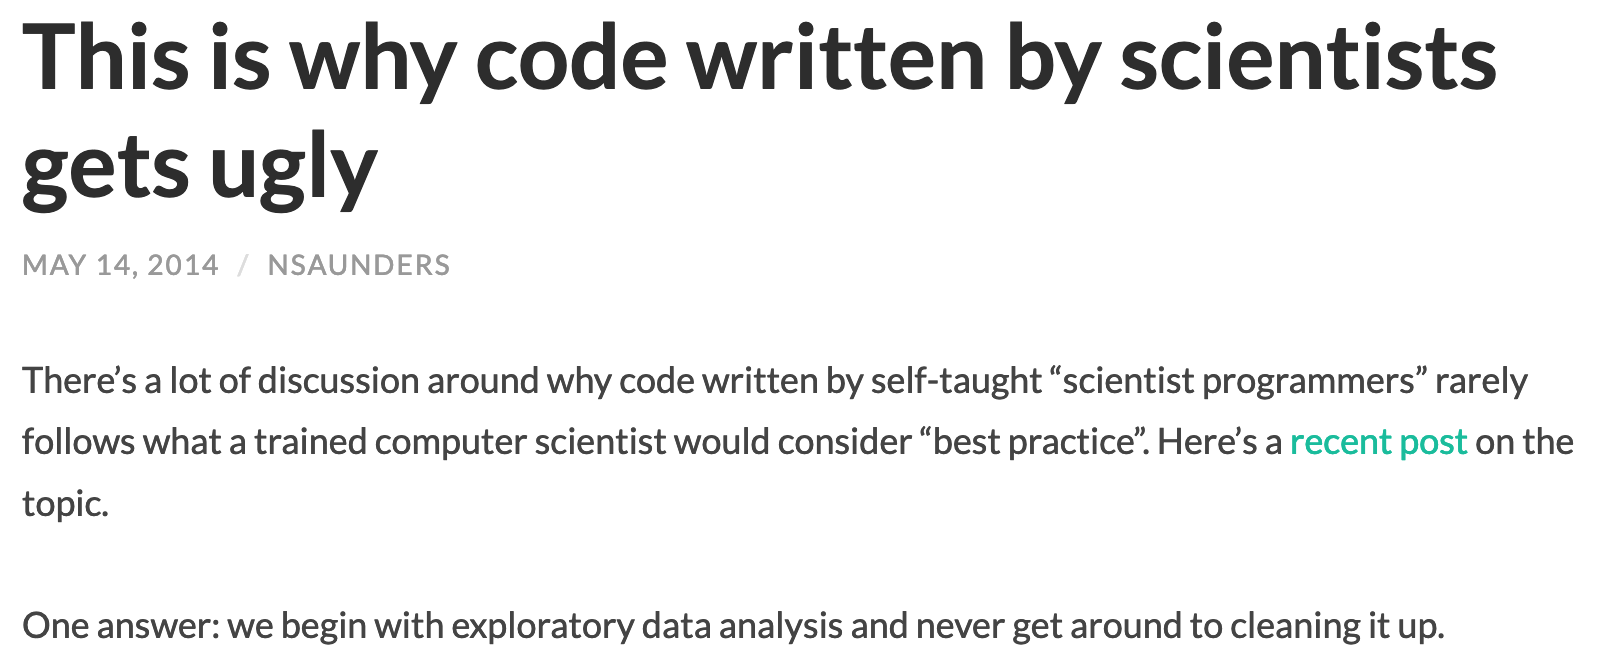 This is why code written by scientists
gets ugly
MAY 14, 2014 / NSAUNDERS
There’s a lot of discussion around why code written by self-taught “scientist programmers” rarely
follows what a trained computer scientist would consider “best practice”. Here’s a recent post on the
topic.
One answer: we begin with exploratory data analysis and never get around to cleaning it up.